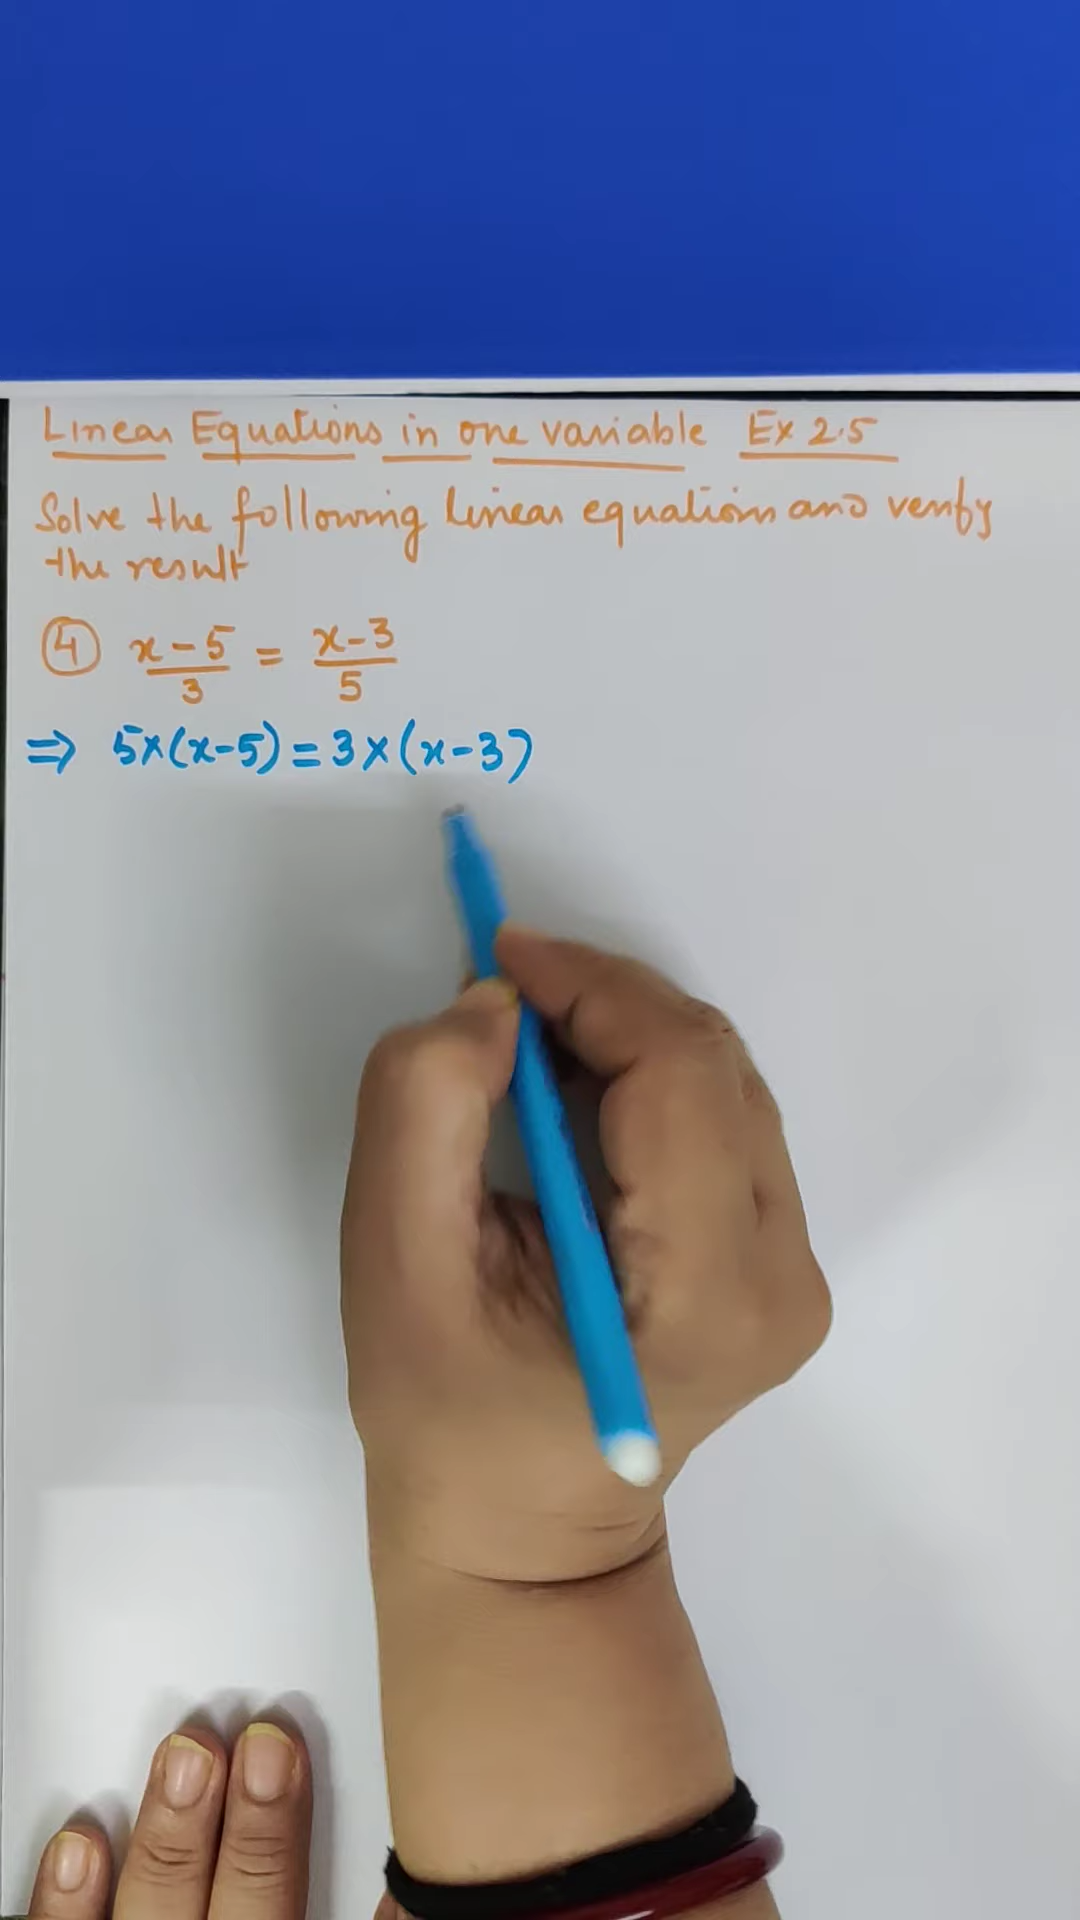 Linear Equations in one variable Ex 2.5
Solve the following linear equations and verify
the result
④ x-5/3 = x-3/5
⇒ 5×(x-5)=3×(x-3)